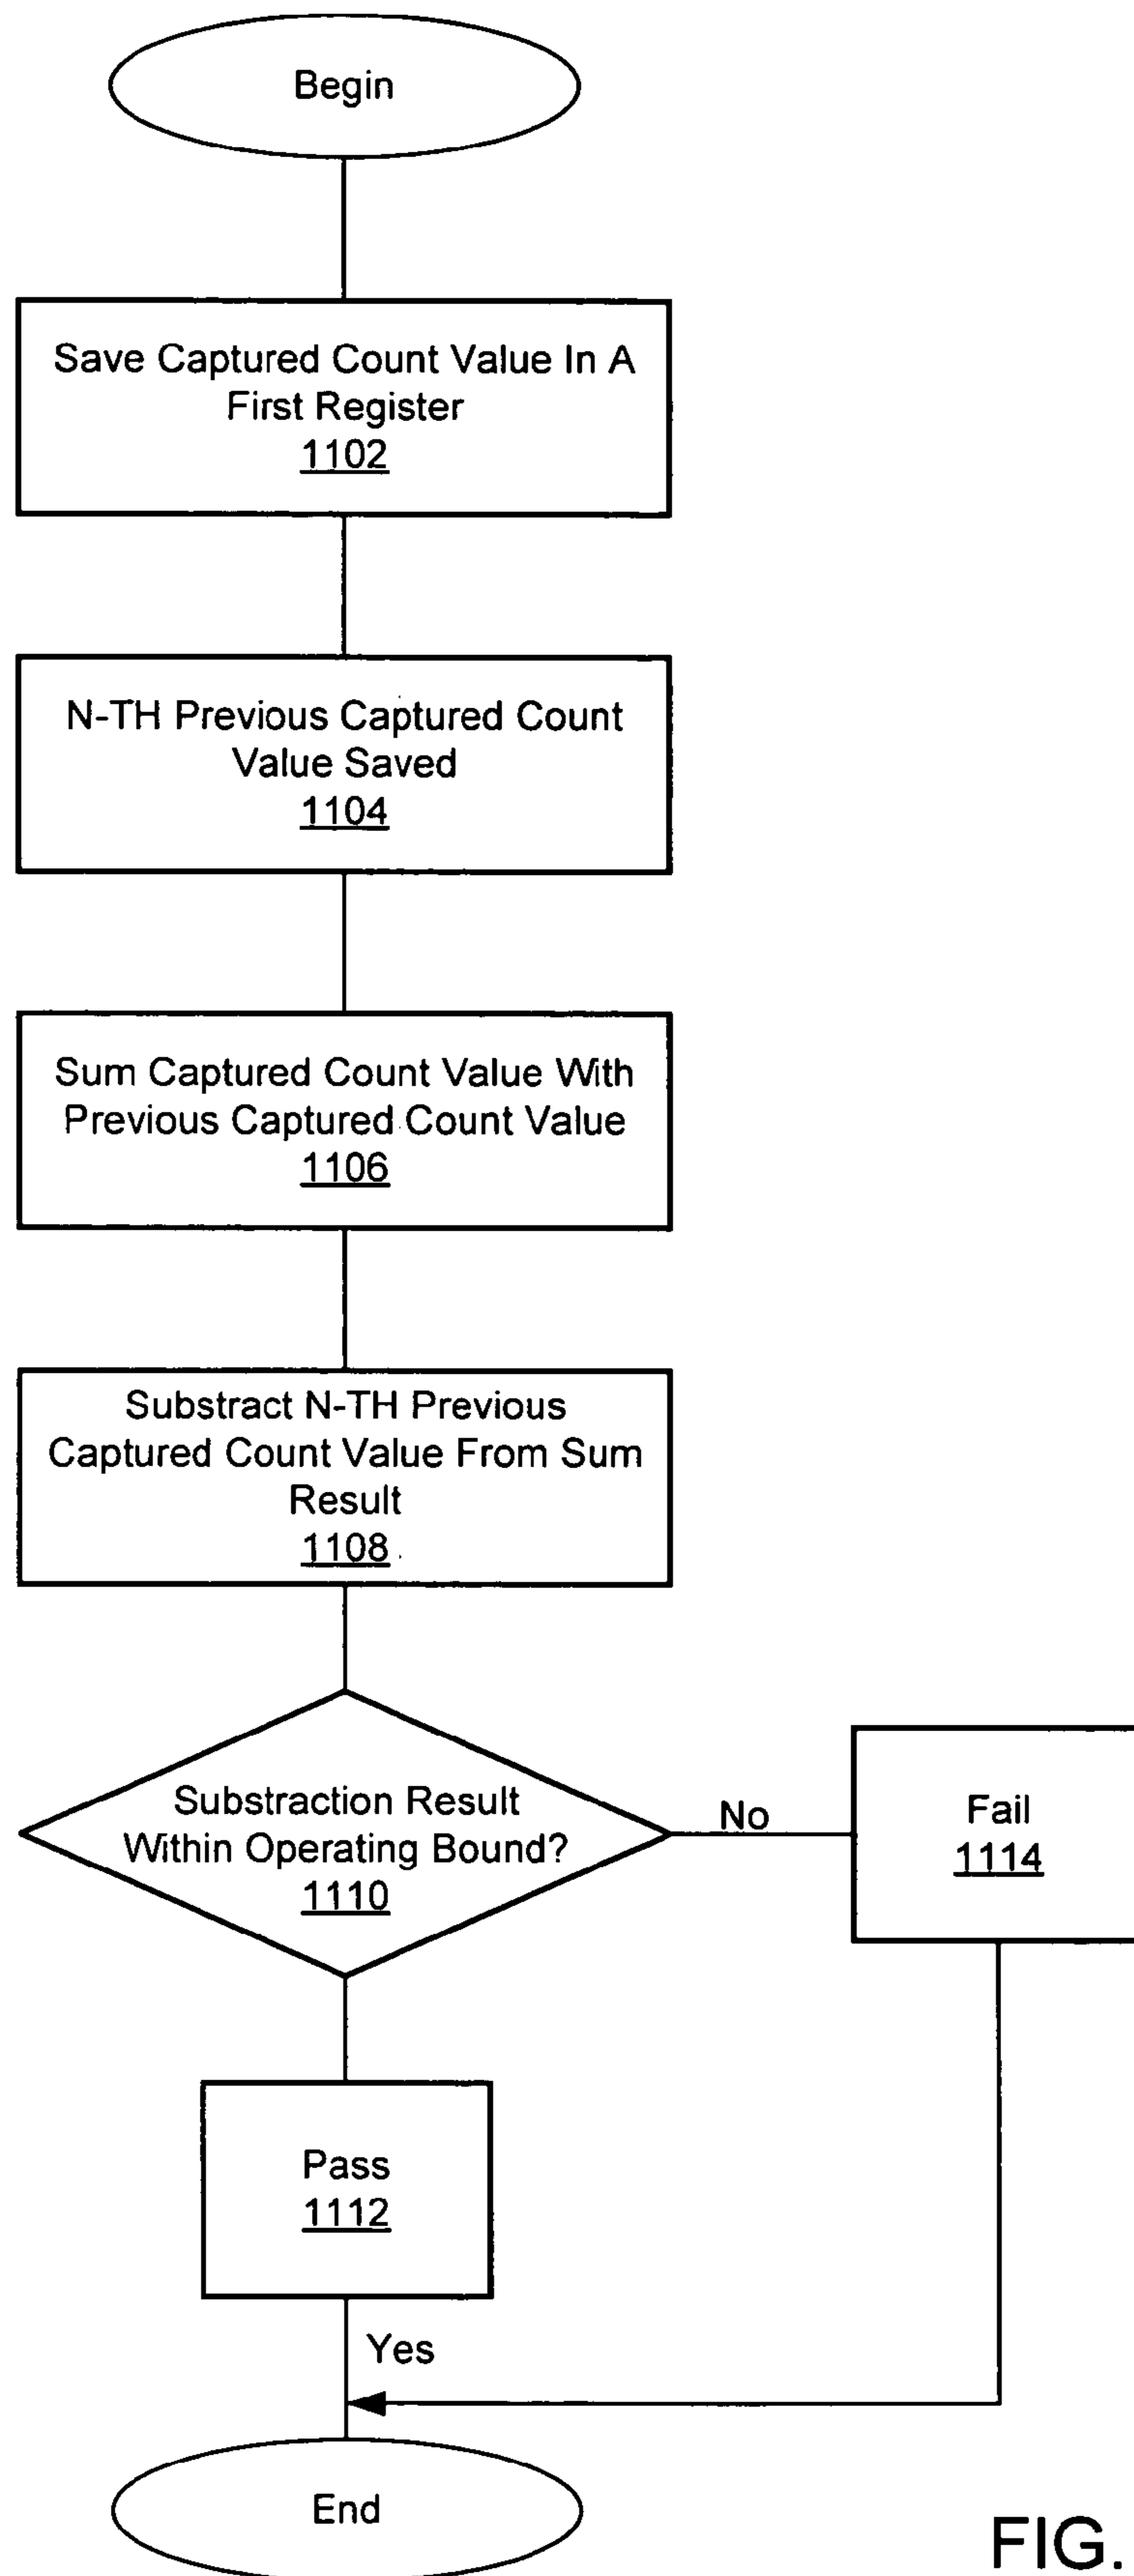 Begin
Save Captured Count Value In A
First Register
1102
N-TH Previous Captured Count
Value Saved
1104
Sum Captured Count Value With
Previous Captured Count Value
1106
Substract N-TH Previous
Captured Count Value From Sum
Result
1108
Substraction Result
Within Operating Bound?
1110
No
Fail
1114
Pass
1112
Yes
End
FIG.